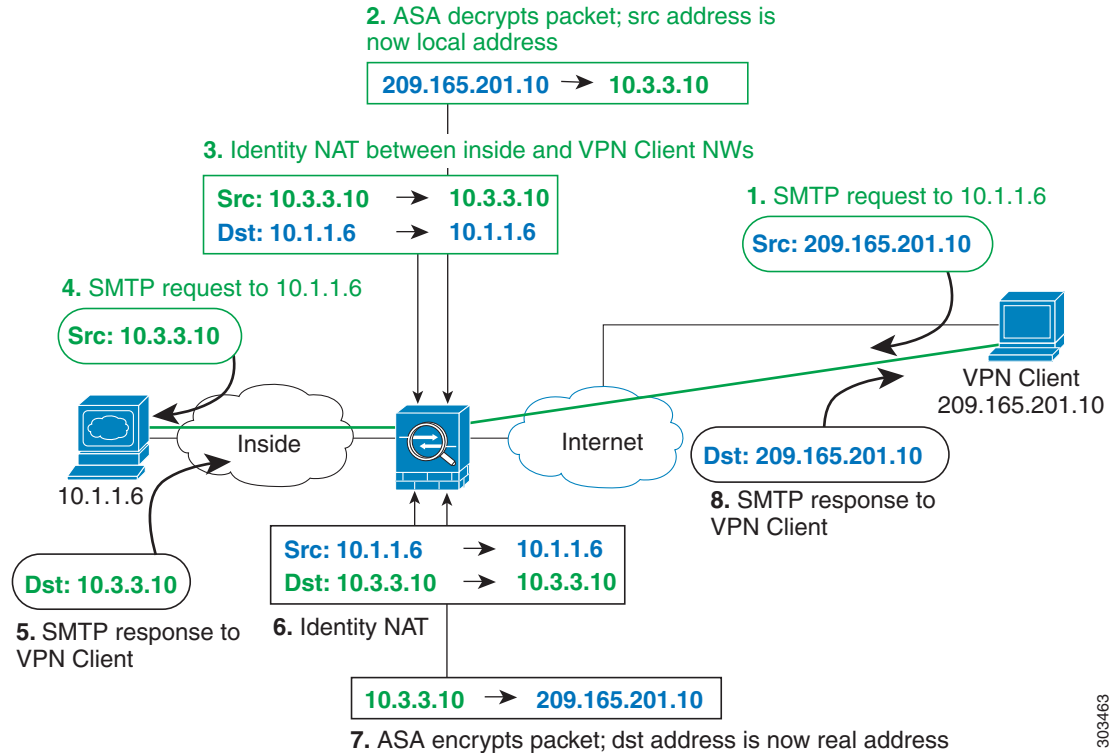 2. ASA decrypts packet; src address is
now local address
209.165.201.10 → 10.3.3.10
3. Identity NAT between inside and VPN Client NWs
Src: 10.3.3.10 → 10.3.3.10
Dst: 10.1.1.6 → 10.1.1.6
1. SMTP request to 10.1.1.6
Src: 209.165.201.10
4. SMTP request to 10.1.1.6
Src: 10.3.3.10
VPN Client
209.165.201.10
Inside
Internet
10.1.1.6
Dst: 209.165.201.10
8. SMTP response to
VPN Client
Src: 10.1.1.6 → 10.1.1.6
Dst: 10.3.3.10 → 10.3.3.10
6. Identity NAT
Dst: 10.3.3.10
5. SMTP response to
VPN Client
10.3.3.10 → 209.165.201.10
7. ASA encrypts packet; dst address is now real address
303463